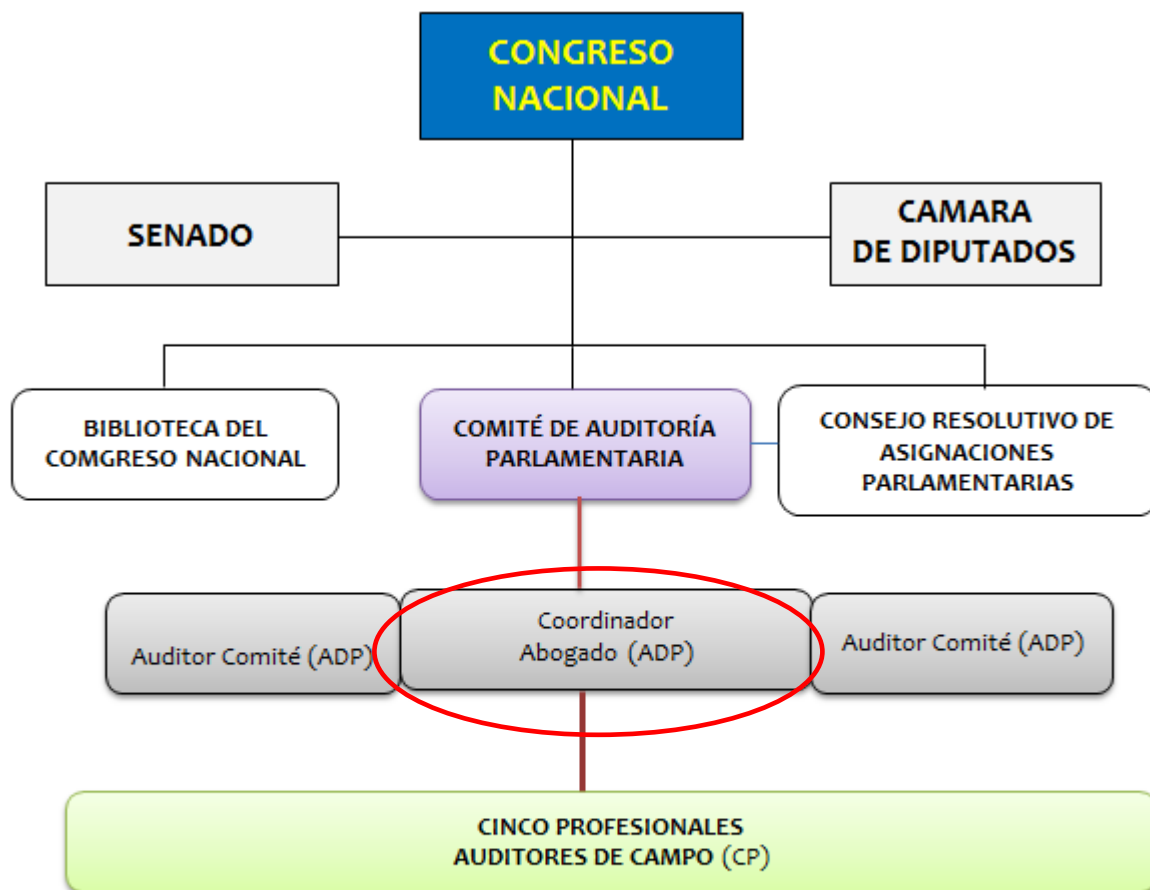 CONGRESO
NACIONAL
SENADO
CAMARA
DE DIPUTADOS
BIBLIOTECA DEL
COMGRESO NACIONAL
COMITÉ DE AUDITORÍA
PARLAMENTARIA
CONSEJO RESOLUTIVO DE
ASIGNACIONES
PARLAMENTARIAS
Auditor Comité (ADP)
Coordinador
Abogado (ADP)
Auditor Comité (ADP)
CINCO PROFESIONALES
AUDITORES DE CAMPO (CP)